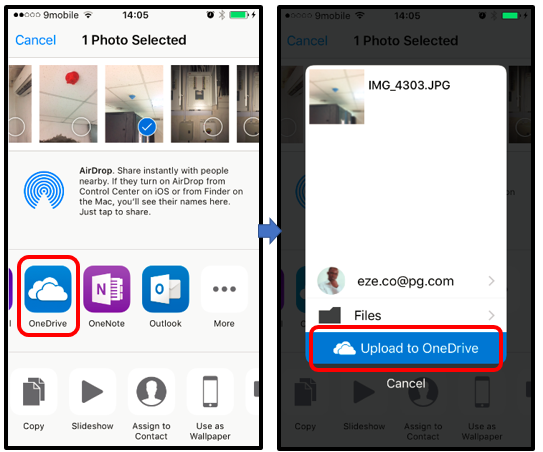 9mobile 14:05
Cancel 1 Photo Selected
AirDrop. Share instantly with people
nearby. If they turn on AirDrop from
Control Center on iOS or from Finder on
the Mac, you'll see their names here.
Just tap to share.
OneDrive OneNote Outlook More
Copy Slideshow Assign to Contact Use as Wallpaper
9mobile 14:05
Cancel 1 Photo Selected
IMG_4303.JPG
eze.co@pg.com
Files
Upload to OneDrive
Cancel
Copy Slideshow Assign to Contact Use as Wallpaper